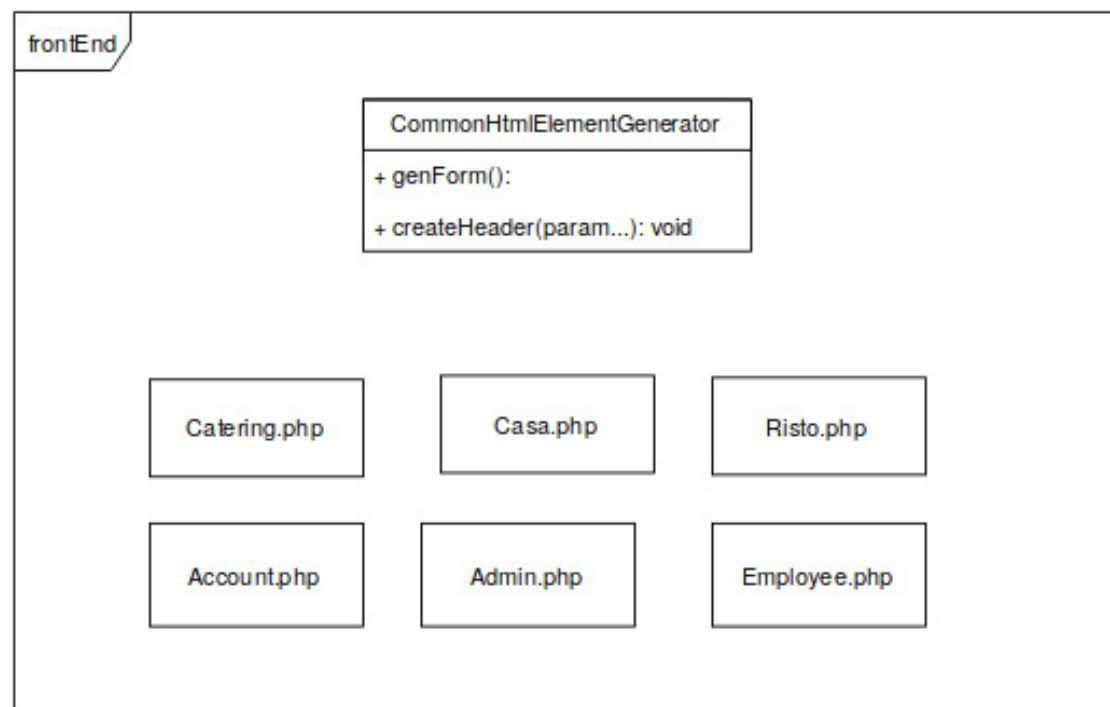 frontEnd
CommonHtmlElementGenerator
+ genForm():
+ createHeader(param...): void
Catering.php
Casa.php
Risto.php
Account.php
Admin.php
Employee.php